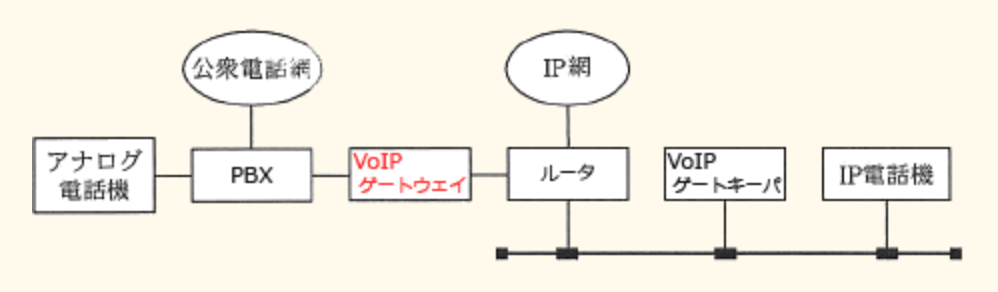 公衆電話網
IP網
アナログ
電話機
PBX
VoIP
ゲートウェイ
ルータ
VoIP
ゲートキーパ
IP電話機